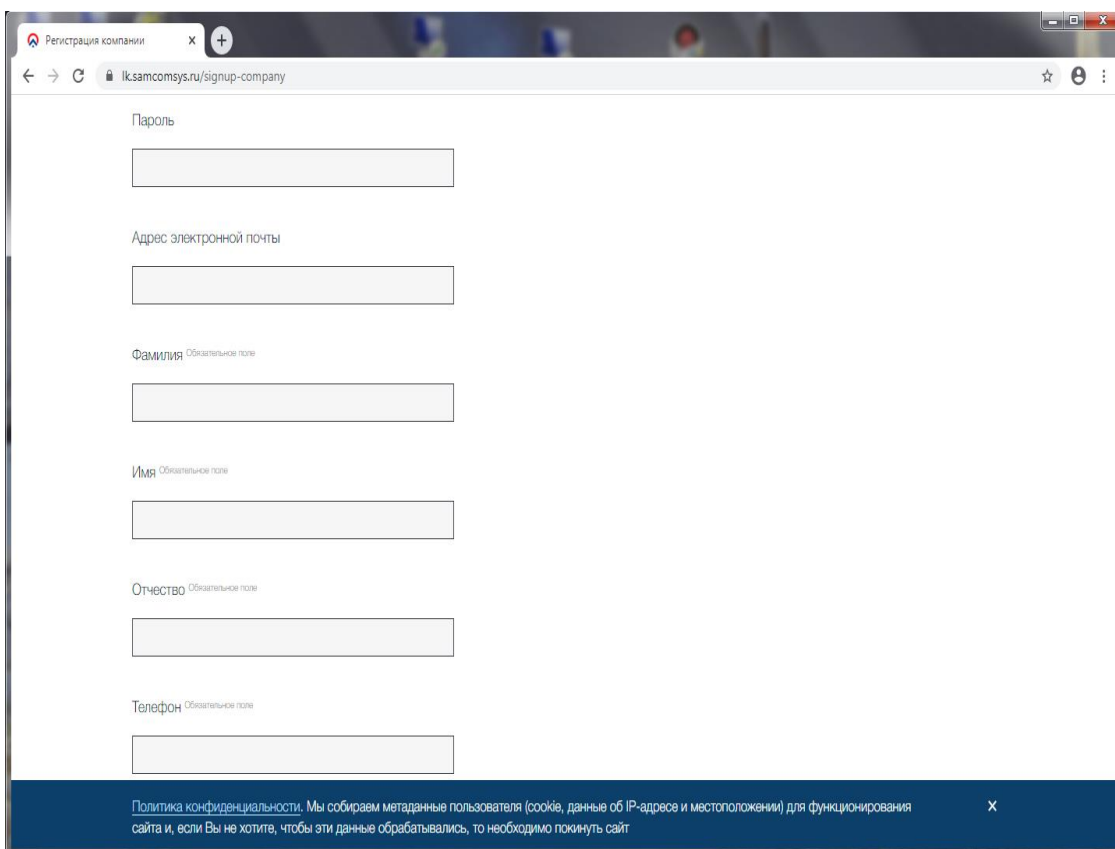 Регистрация компании
lk.samcomsys.ru/signup-company
Пароль
Адрес электронной почты
Фамилия Обязательное поле
Имя Обязательное поле
Отчество Обязательное поле
Телефон Обязательное поле
Политика конфиденциальности. Мы собираем метаданные пользователя (cookie, данные об IP-адресе и местоположении) для функционирования
сайта и, если Вы не хотите, чтобы эти данные обрабатывались, то необходимо покинуть сайт